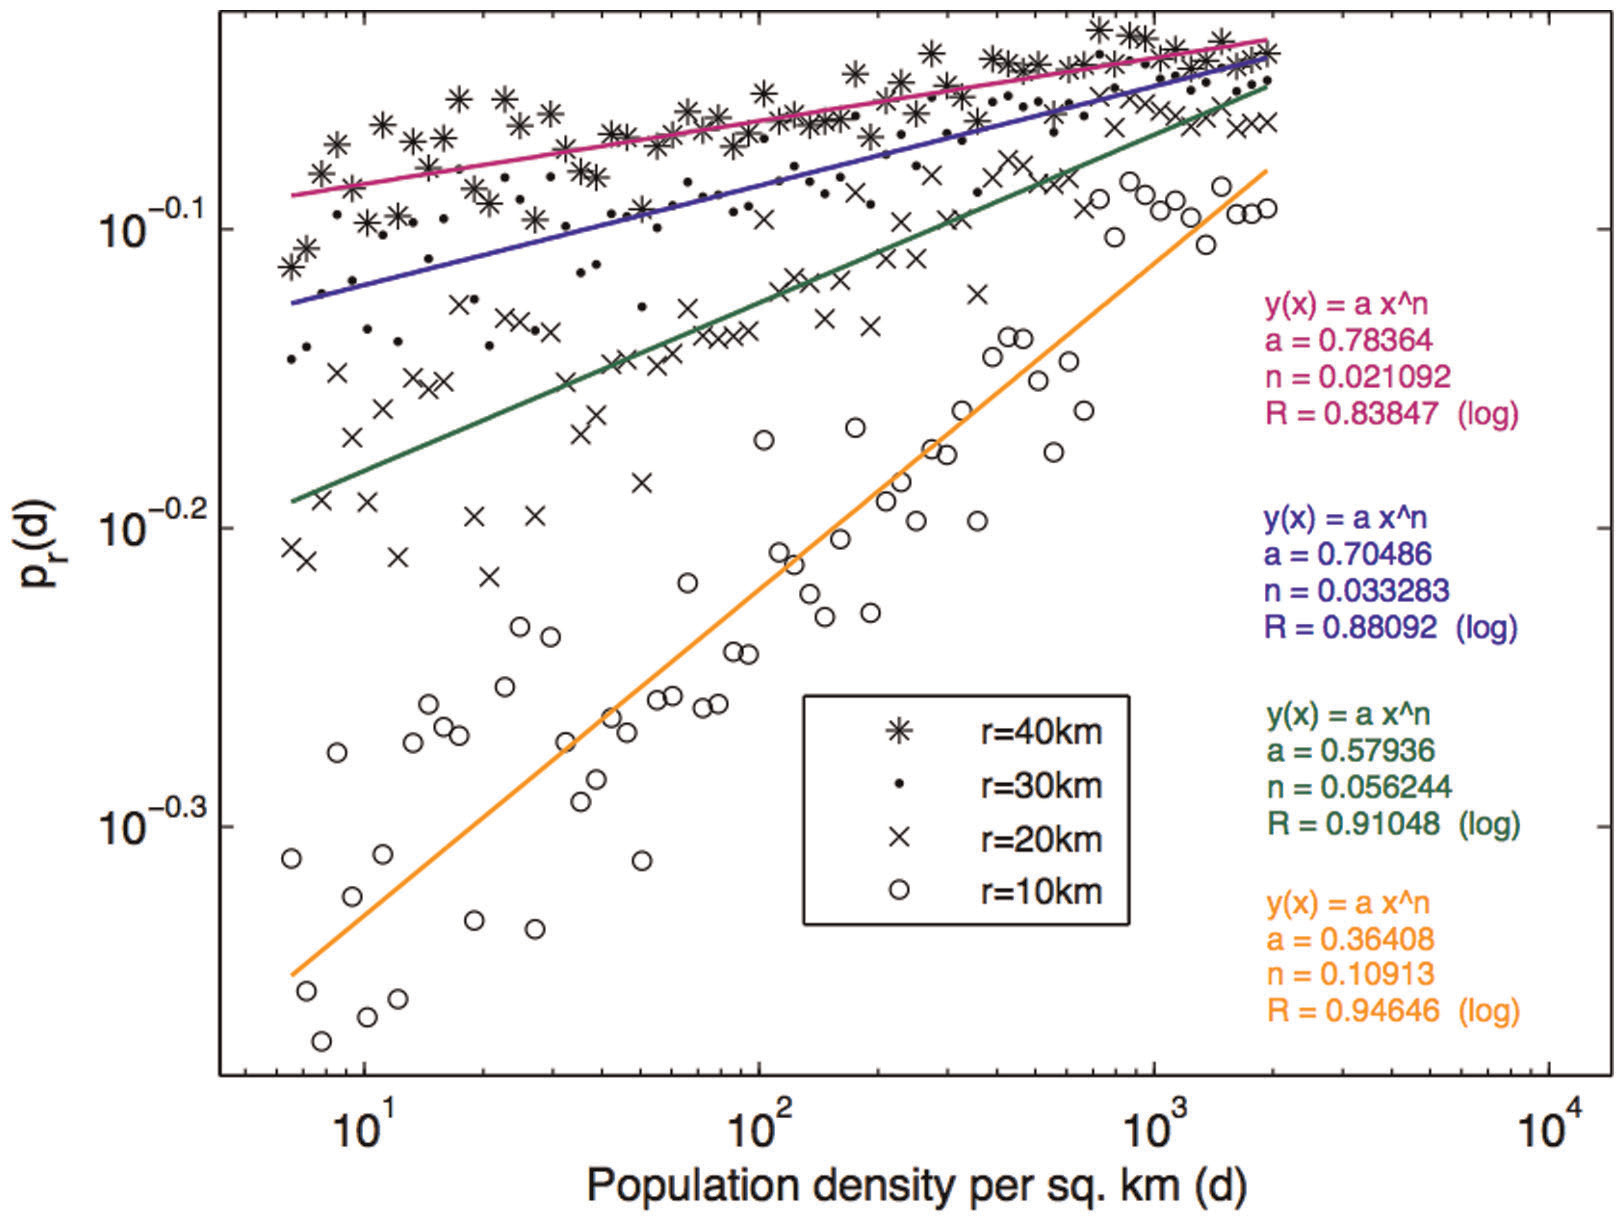 10^−0.1
10^−0.2
10^−0.3
p_r(d)
y(x) = a x^n
a = 0.78364
n = 0.021092
R = 0.83847 (log)
y(x) = a x^n
a = 0.70486
n = 0.033283
R = 0.88092 (log)
y(x) = a x^n
a = 0.57936
n = 0.056244
R = 0.91048 (log)
y(x) = a x^n
a = 0.36408
n = 0.10913
R = 0.94646 (log)
r=40km
r=30km
r=20km
r=10km
10^1 10^2 10^3 10^4
Population density per sq. km (d)